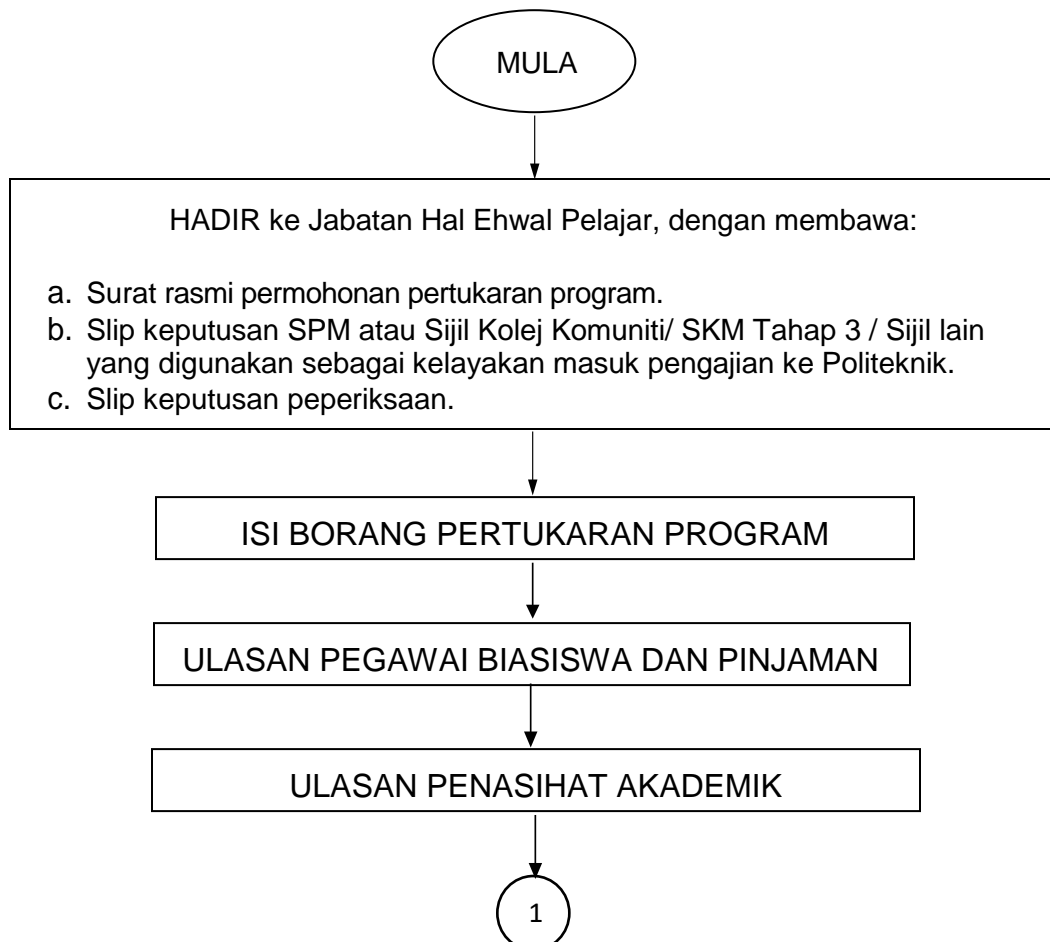 MULA
HADIR ke Jabatan Hal Ehwal Pelajar, dengan membawa:
a. Surat rasmi permohonan pertukaran program.
b. Slip keputusan SPM atau Sijil Kolej Komuniti/ SKM Tahap 3 / Sijil lain
yang digunakan sebagai kelayakan masuk pengajian ke Politeknik.
c. Slip keputusan peperiksaan.
ISI BORANG PERTUKARAN PROGRAM
ULASAN PEGAWAI BIASISWA DAN PINJAMAN
ULASAN PENASIHAT AKADEMIK
1